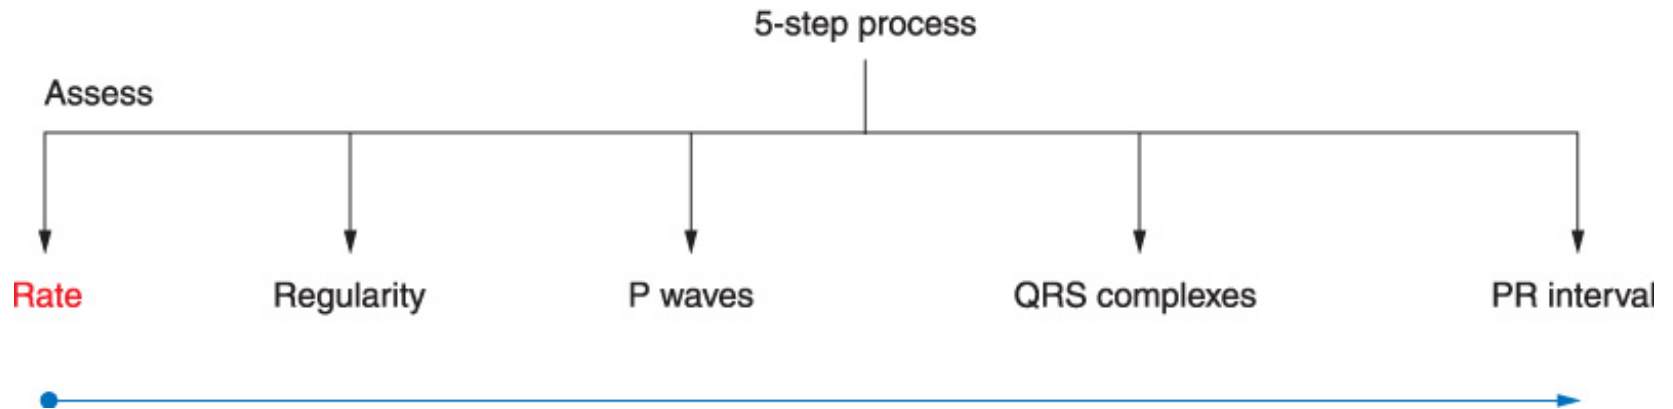 5-step process
Assess
Rate
Regularity
P waves
QRS complexes
PR interval